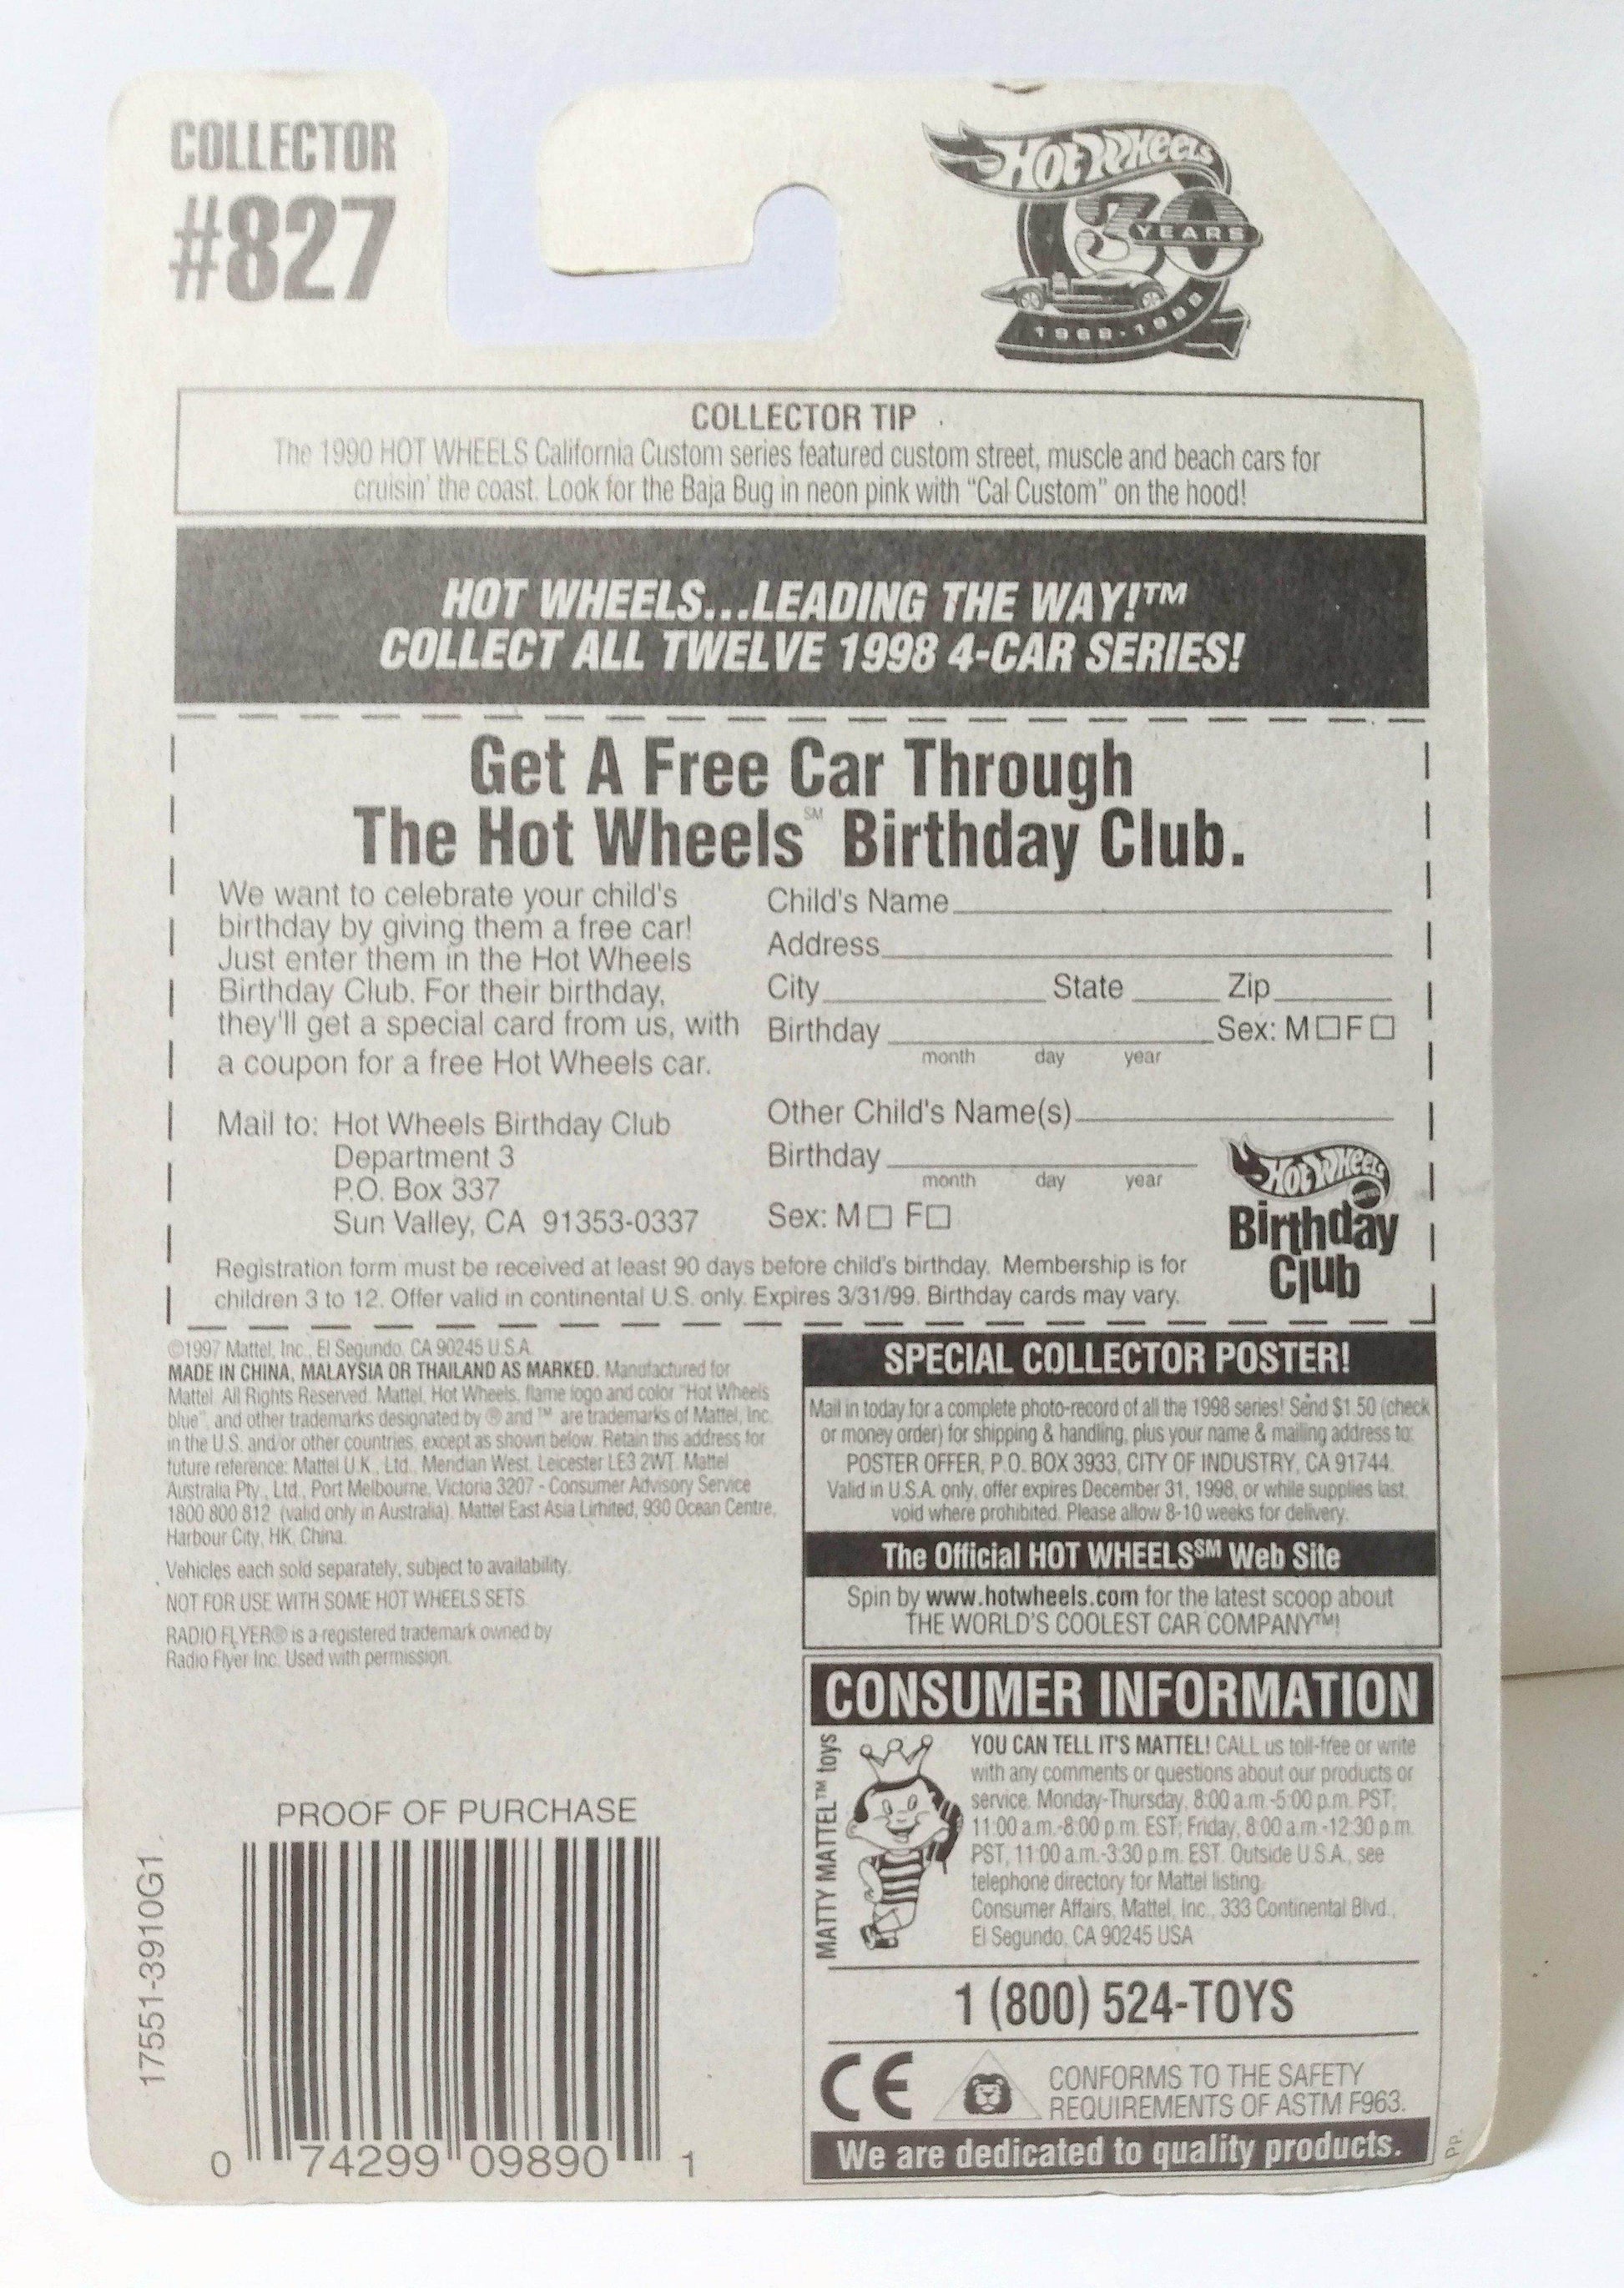 COLLECTOR
#827
HOT WHEELS
30
YEARS
1968-1998
COLLECTOR TIP
The 1990 HOT WHEELS California Custom series featured custom street, muscle and beach cars for
cruisin' the coast. Look for the Baja Bug in neon pink with “Cal Custom” on the hood!
HOT WHEELS...LEADING THE WAY!™
COLLECT ALL TWELVE 1998 4-CAR SERIES!
Get A Free Car Through
The Hot Wheels℠ Birthday Club.
We want to celebrate your child's
birthday by giving them a free car!
Just enter them in the Hot Wheels
Birthday Club. For their birthday,
they'll get a special card from us, with
a coupon for a free Hot Wheels car.
Mail to: Hot Wheels Birthday Club
Department 3
P.O. Box 337
Sun Valley, CA 91353-0337
Child's Name
Address
City State Zip
Birthday Sex: M☐F☐
month day year
Other Child's Name(s)
Birthday
month day year
Sex: M☐ F☐
HOT WHEELS
Birthday
Club
Registration form must be received at least 90 days before child's birthday. Membership is for
children 3 to 12. Offer valid in continental U.S. only. Expires 3/31/99. Birthday cards may vary.
©1997 Mattel, Inc., El Segundo, CA 90245 U.S.A.
MADE IN CHINA, MALAYSIA OR THAILAND AS MARKED. Manufactured for
Mattel. All Rights Reserved. Mattel, Hot Wheels, flame logo and color "Hot Wheels
blue", and other trademarks designated by ® and ™ are trademarks of Mattel, Inc.
in the U.S. and/or other countries, except as shown below. Retain this address for
future reference: Mattel U.K., Ltd., Meridian West, Leicester LE3 2WT. Mattel
Australia Pty., Ltd., Port Melbourne, Victoria 3207 - Consumer Advisory Service
1800 800 812 (valid only in Australia). Mattel East Asia Limited, 930 Ocean Centre,
Harbour City, HK, China.
Vehicles each sold separately, subject to availability.
NOT FOR USE WITH SOME HOT WHEELS SETS.
RADIO FLYER® is a registered trademark owned by
Radio Flyer Inc. Used with permission.
PROOF OF PURCHASE
0 74299 09890 1
17551-3910G1
SPECIAL COLLECTOR POSTER!
Mail in today for a complete photo-record of all the 1998 series! Send $1.50 (check
or money order) for shipping & handling, plus your name & mailing address to:
POSTER OFFER, P.O. BOX 3933, CITY OF INDUSTRY, CA 91744.
Valid in U.S.A. only, offer expires December 31, 1998, or while supplies last,
void where prohibited. Please allow 8-10 weeks for delivery.
The Official HOT WHEELS℠ Web Site
Spin by www.hotwheels.com for the latest scoop about
THE WORLD'S COOLEST CAR COMPANY™!
CONSUMER INFORMATION
MATTY MATTEL™ toys
YOU CAN TELL IT'S MATTEL! CALL us toll-free or write
with any comments or questions about our products or
service. Monday-Thursday, 8:00 a.m.-5:00 p.m. PST;
11:00 a.m.-8:00 p.m. EST; Friday, 8:00 a.m.-12:30 p.m.
PST, 11:00 a.m.-3:30 p.m. EST. Outside U.S.A., see
telephone directory for Mattel listing.
Consumer Affairs, Mattel, Inc., 333 Continental Blvd.,
El Segundo, CA 90245 USA
1 (800) 524-TOYS
CE
CONFORMS TO THE SAFETY
REQUIREMENTS OF ASTM F963.
We are dedicated to quality products.
pp.